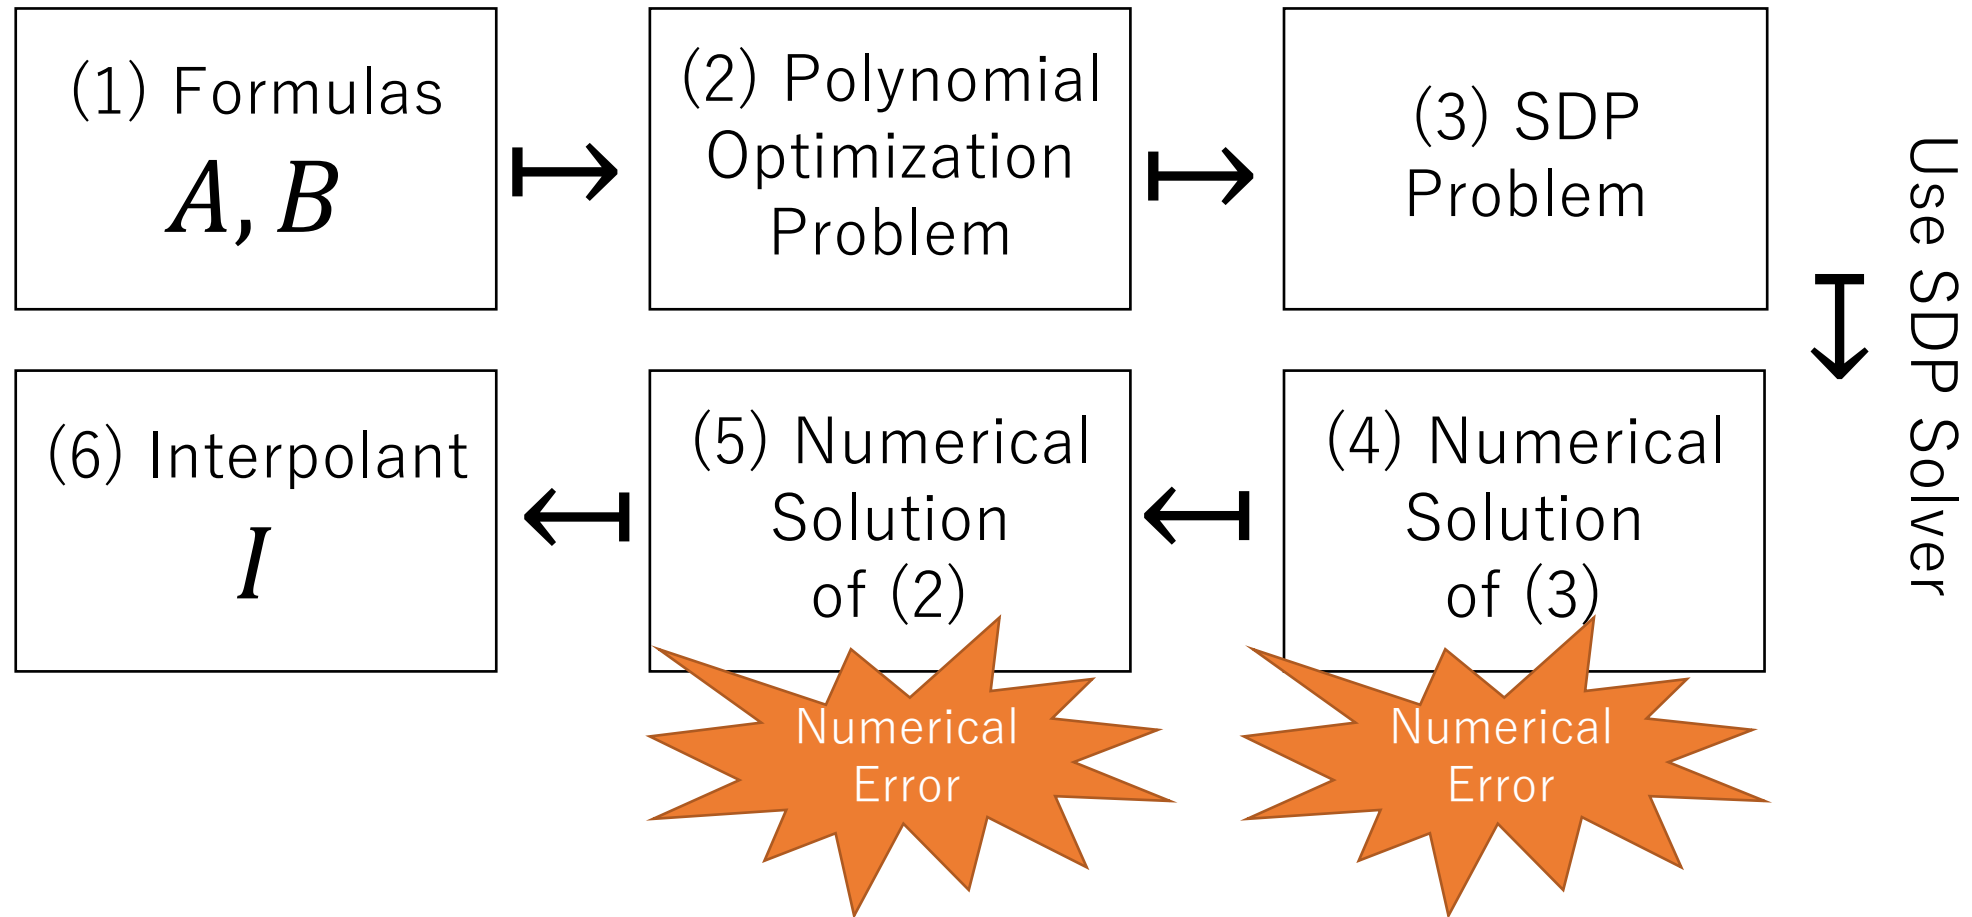 (1) Formulas
A, B
(2) Polynomial
Optimization
Problem
(3) SDP
Problem
Use SDP Solver
(4) Numerical
Solution
of (3)
Numerical
Error
(5) Numerical
Solution
of (2)
Numerical
Error
(6) Interpolant
I